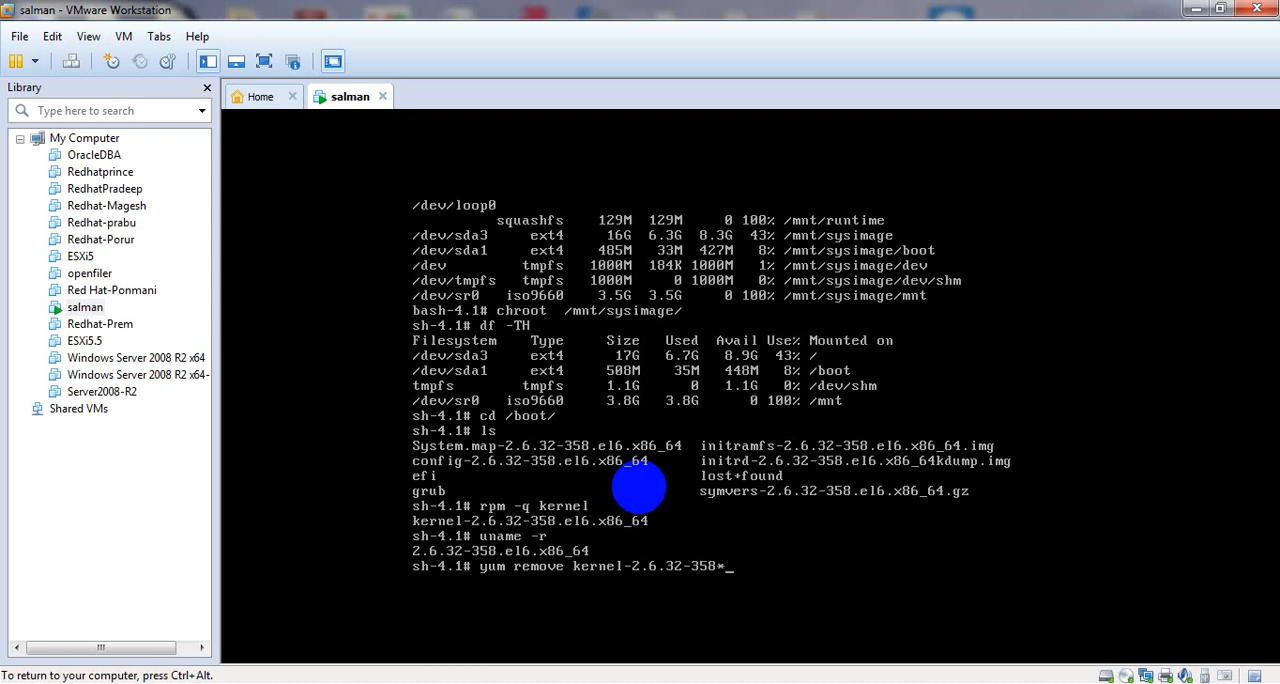 salman - VMware Workstation
File Edit View VM Tabs Help
Library
Type here to search
My Computer
OracleDBA
Redhatprince
RedhatPradeep
Redhat-Magesh
Redhat-prabu
Redhat-Porur
ESXi5
openfiler
Red Hat-Ponmani
salman
Redhat-Prem
ESXi5.5
Windows Server 2008 R2 x64
Windows Server 2008 R2 x64-
Server2008-R2
Shared VMs
Home salman
/dev/loop0
squashfs 129M 129M 0 100% /mnt/runtime
/dev/sda3 ext4 16G 6.3G 8.3G 43% /mnt/sysimage
/dev/sda1 ext4 485M 33M 427M 8% /mnt/sysimage/boot
/dev tmpfs 1000M 184K 1000M 1% /mnt/sysimage/dev
/dev/tmpfs tmpfs 1000M 0 1000M 0% /mnt/sysimage/dev/shm
/dev/sr0 iso9660 3.5G 3.5G 0 100% /mnt/sysimage/mnt
bash-4.1# chroot /mnt/sysimage/
sh-4.1# df -TH
Filesystem Type Size Used Avail Use% Mounted on
/dev/sda3 ext4 17G 6.7G 8.9G 43% /
/dev/sda1 ext4 508M 35M 448M 8% /boot
tmpfs tmpfs 1.1G 0 1.1G 0% /dev/shm
/dev/sr0 iso9660 3.8G 3.8G 0 100% /mnt
sh-4.1# cd /boot/
sh-4.1# ls
System.map-2.6.32-358.el6.x86_64 initramfs-2.6.32-358.el6.x86_64.img
config-2.6.32-358.el6.x86_64 initrd-2.6.32-358.el6.x86_64kdump.img
efi lost+found
grub symvers-2.6.32-358.el6.x86_64.gz
sh-4.1# rpm -q kernel
kernel-2.6.32-358.el6.x86_64
sh-4.1# uname -r
2.6.32-358.el6.x86_64
sh-4.1# yum remove kernel-2.6.32-358*_
To return to your computer, press Ctrl+Alt.